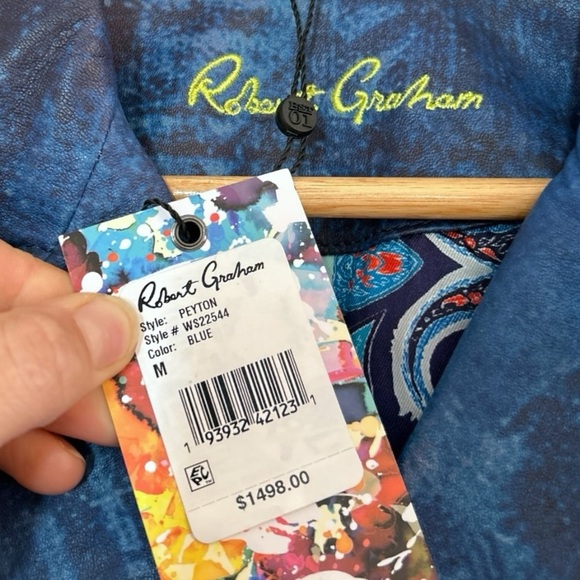 Robert Graham
Robert Graham
Style: PEYTON
Style # WS22544
Color: BLUE
M
1 93932 42123 1
$1498.00